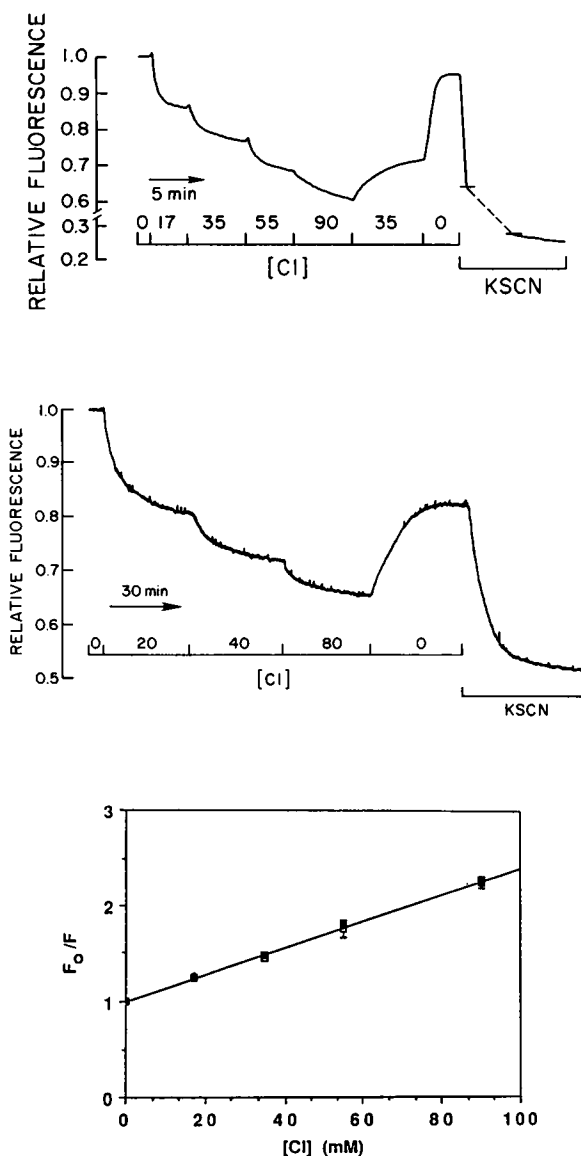 RELATIVE FLUORESCENCE
1.0
0.9
0.8
0.7
0.6
0.3
0.2
5 min
0 17 35 55 90 35 0
[Cl]
KSCN
RELATIVE FLUORESCENCE
1.0
0.9
0.8
0.7
0.6
0.5
30 min
0 20 40 80 0
[Cl]
KSCN
Fo/F
3
2
1
0
0 20 40 60 80 100
[Cl] (mM)